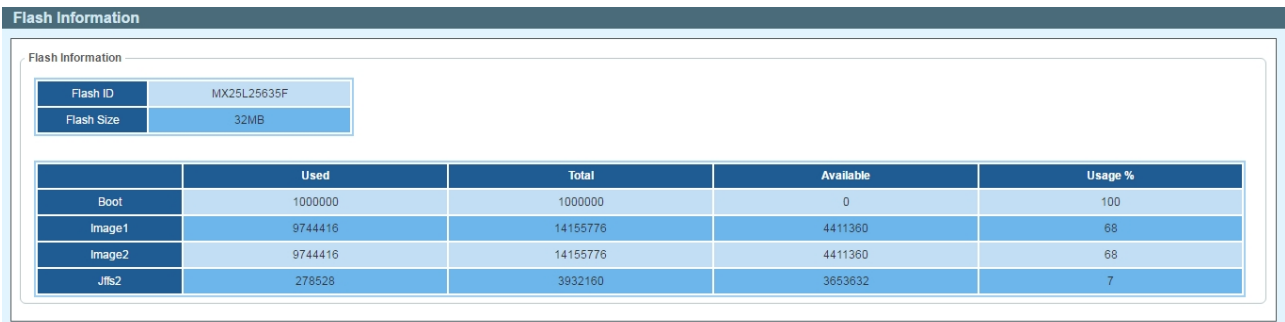 Flash Information
Flash Information
Flash ID MX25L25635F
Flash Size 32MB
Used Total Available Usage %
Boot 1000000 1000000 0 100
Image1 9744416 14155776 4411360 68
Image2 9744416 14155776 4411360 68
Jffs2 278528 3932160 3653632 7